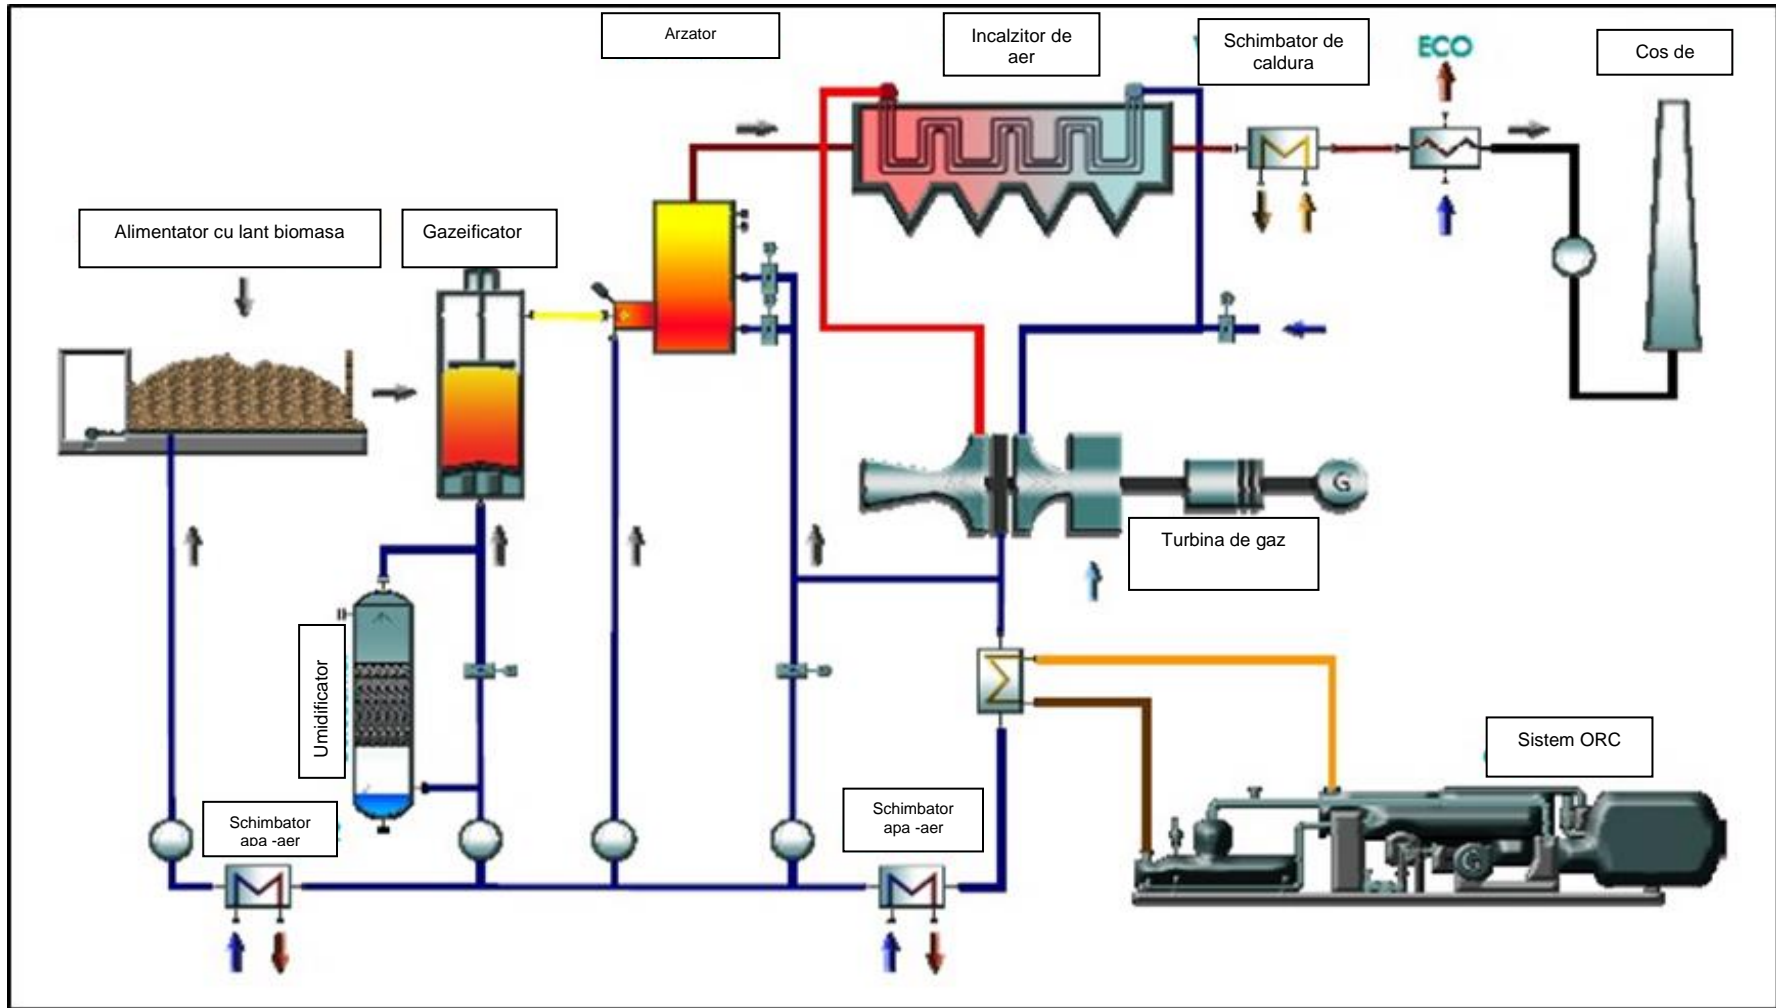 Arzator
Incalzitor de
aer
Schimbator de
caldura
ECO
Cos de
Alimentator cu lant biomasa
Gazeificator
G
Turbina de gaz
Umidificator
Sistem ORC
Schimbator
apa -aer
Schimbator
apa -aer
G